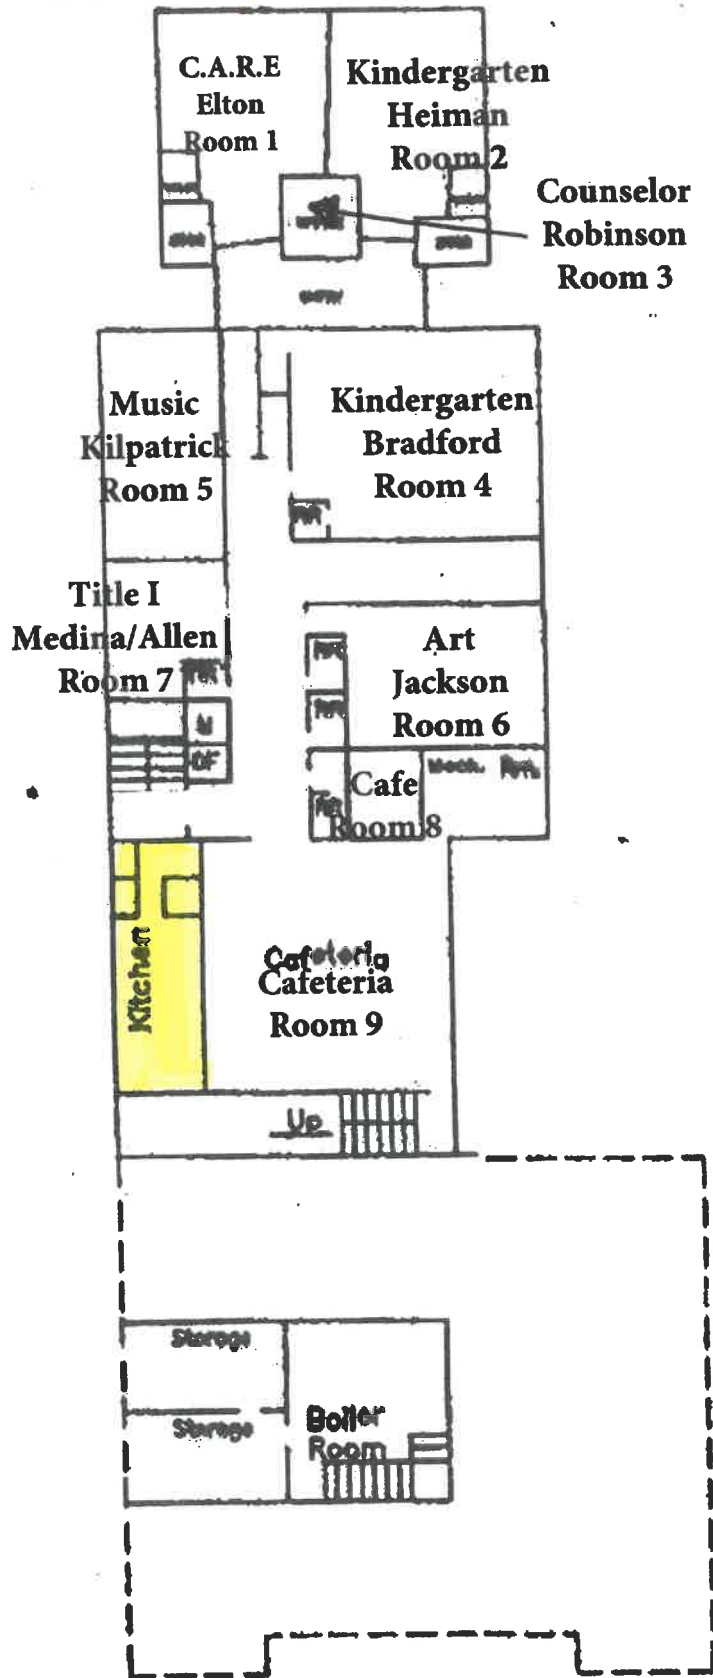 C.A.R.E
Elton
Room 1
Kindergarten
Heiman
Room 2
Counselor
Robinson
Room 3
Music
Kilpatrick
Room 5
Kindergarten
Bradford
Room 4
Title I
Medina/Allen
Room 7
Art
Jackson
Room 6
M
Mech. Rm.
Cafe
Room 8
Kitchen
Cafeteria
Cafeteria
Room 9
Up
Storage
Storage
Boiler
Room